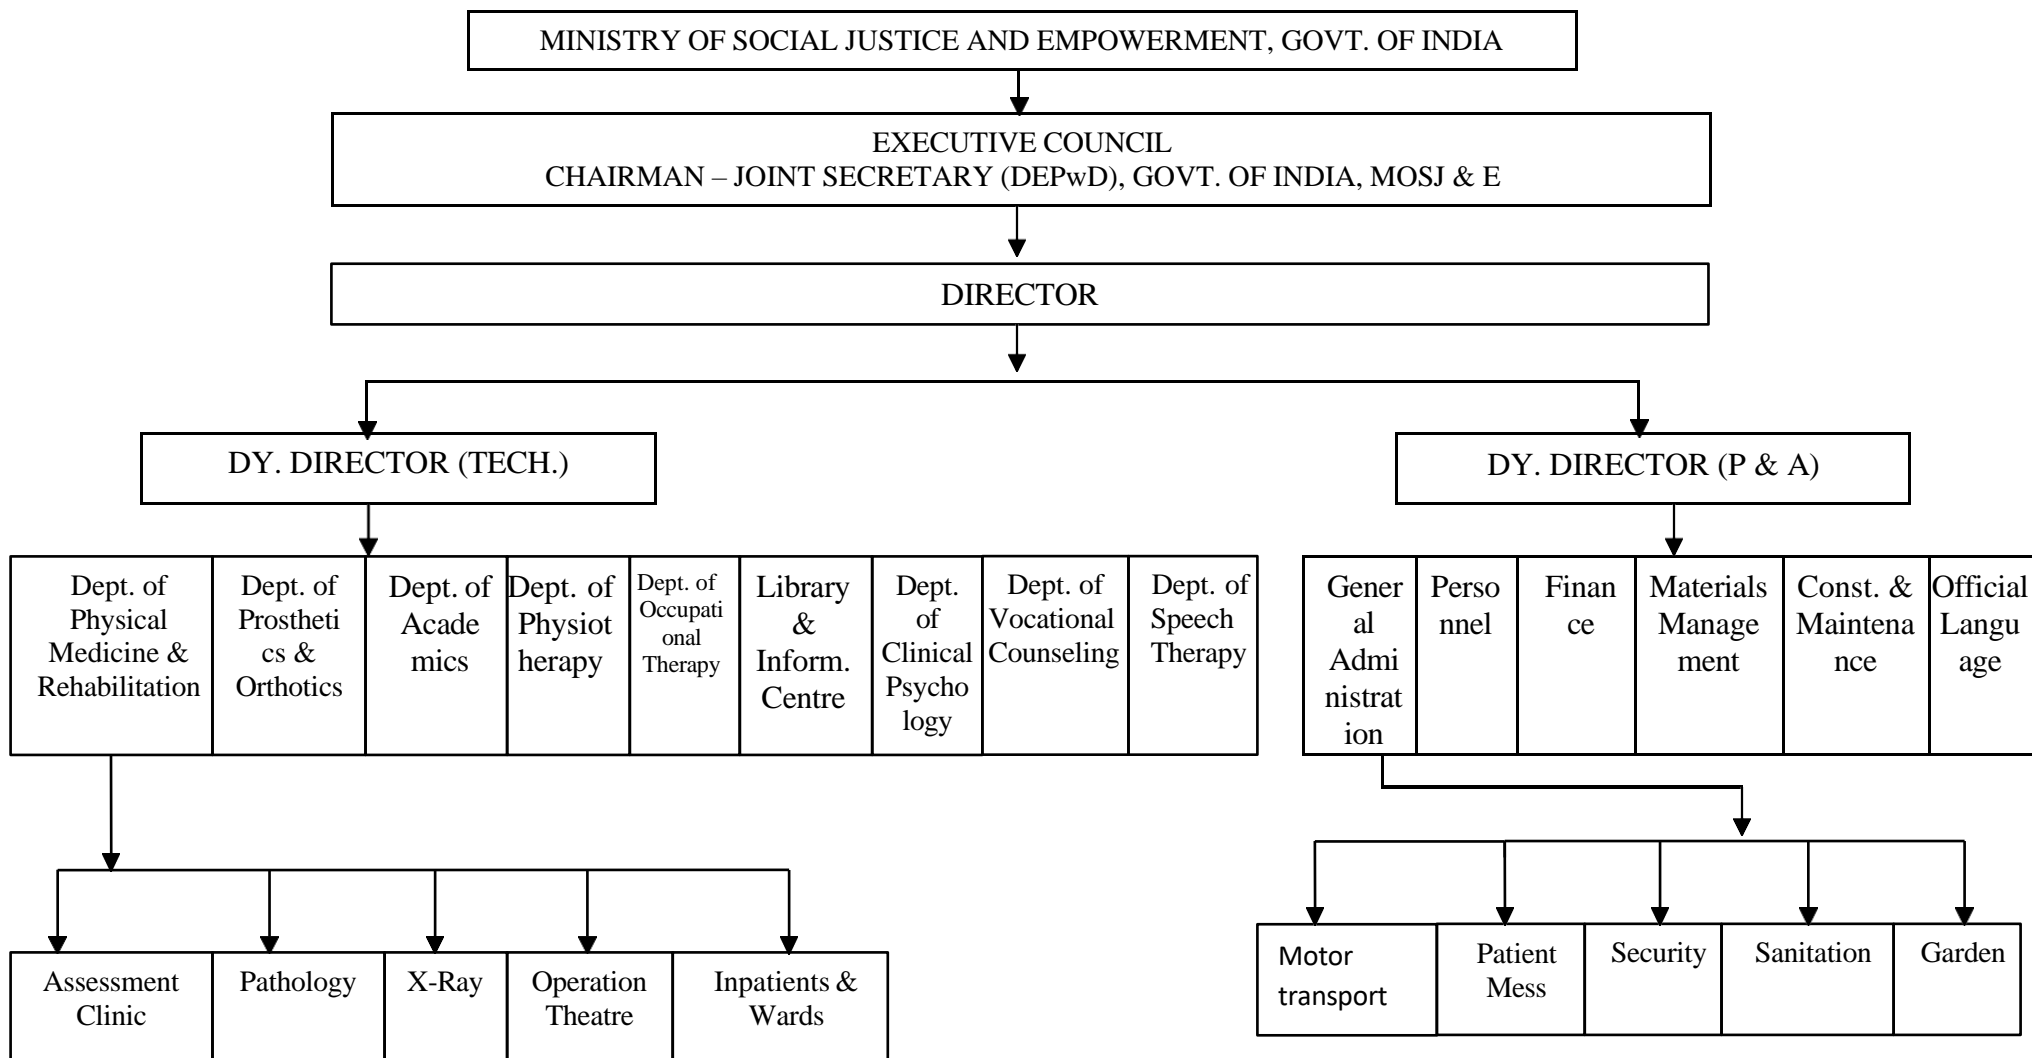 MINISTRY OF SOCIAL JUSTICE AND EMPOWERMENT, GOVT. OF INDIA
EXECUTIVE COUNCIL
CHAIRMAN – JOINT SECRETARY (DEPwD), GOVT. OF INDIA, MOSJ & E
DIRECTOR
DY. DIRECTOR (TECH.)
DY. DIRECTOR (P & A)
Dept. of
Physical
Medicine &
Rehabilitation
Dept. of
Prostheti
cs &
Orthotics
Dept. of
Acade
mics
Dept. of
Physiot
herapy
Dept. of
Occupati
onal
Therapy
Library
&
Inform.
Centre
Dept.
of
Clinical
Psycho
logy
Dept. of
Vocational
Counseling
Dept. of
Speech
Therapy
Gener
al
Admi
nistrat
ion
Perso
nnel
Finan
ce
Materials
Manage
ment
Const. &
Maintena
nce
Official
Langu
age
Assessment
Clinic
Pathology
X-Ray
Operation
Theatre
Inpatients &
Wards
Motor
transport
Patient
Mess
Security
Sanitation
Garden